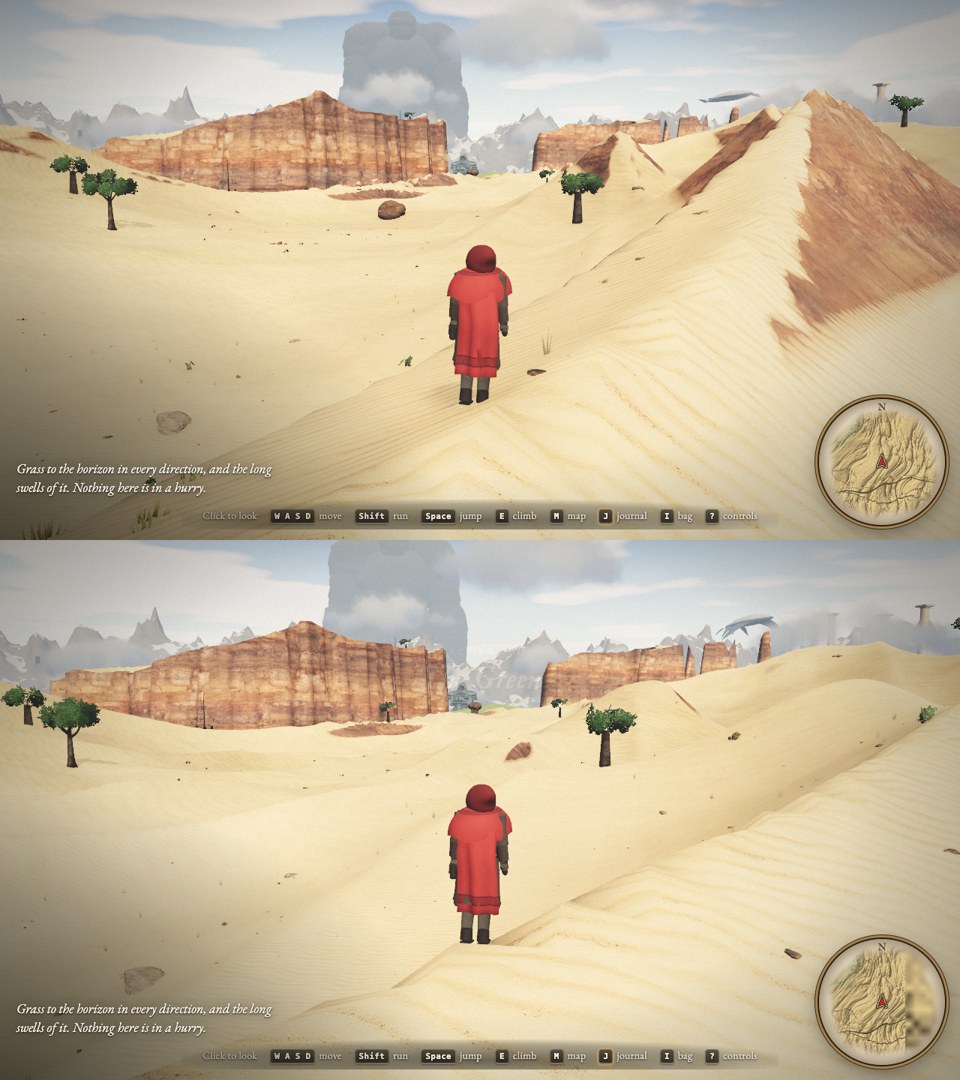 N
Grass to the horizon in every direction, and the long
swells of it. Nothing here is in a hurry.
Click to look W A S D move Shift run Space jump E climb M map J journal I bag ? controls
Green
N
Grass to the horizon in every direction, and the long
swells of it. Nothing here is in a hurry.
Click to look W A S D move Shift run Space jump E climb M map J journal I bag ? controls